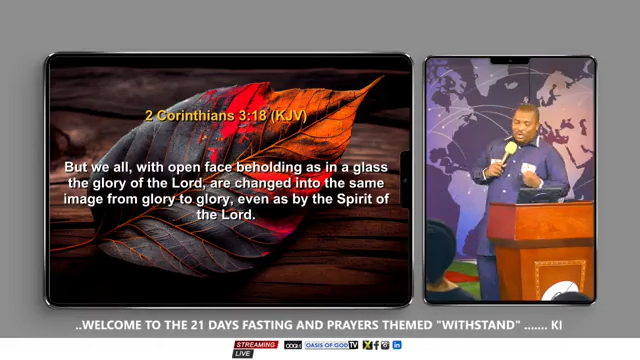 2 Corinthians 3:18 (KJV)
But we all, with open face beholding as in a glass
the glory of the Lord, are changed into the same
image from glory to glory, even as by the Spirit of
the Lord.
..WELCOME TO THE 21 DAYS FASTING AND PRAYERS THEMED "WITHSTAND" ....... KI
STREAMING
LIVE
OASIS OF GOD TV